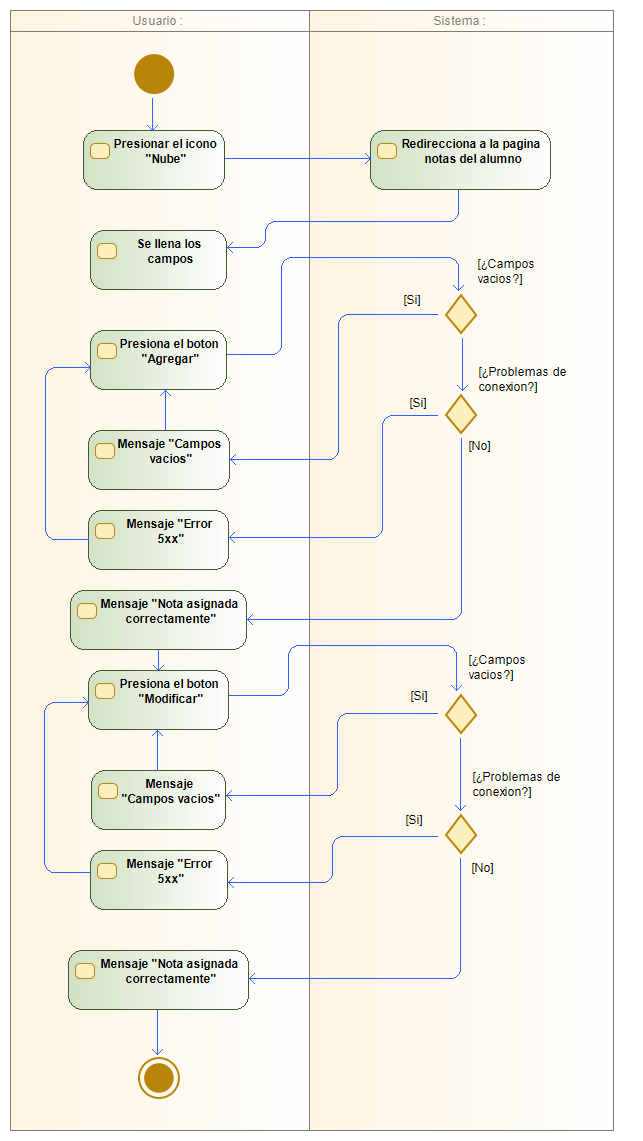 Usuario :
Sistema :
Presionar el icono
"Nube"
Redirecciona a la pagina
notas del alumno
Se llena los
campos
[¿Campos
vacios?]
[Si]
Presiona el boton
"Agregar"
[¿Problemas de
conexion?]
[Si]
[No]
Mensaje "Campos
vacios"
Mensaje "Error
5xx"
Mensaje "Nota asignada
correctamente"
[¿Campos
vacios?]
[Si]
Presiona el boton
"Modificar"
[¿Problemas de
conexion?]
Mensaje
"Campos vacios"
[Si]
[No]
Mensaje "Error
5xx"
Mensaje "Nota asignada
correctamente"